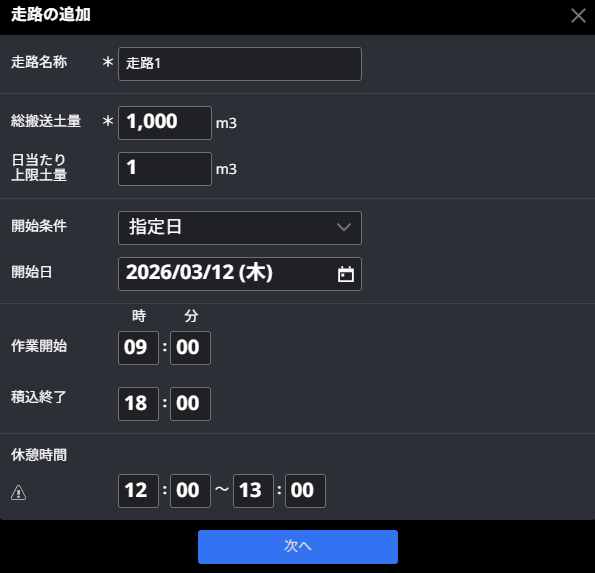 走路の追加
走路名称 * 走路1
総搬送土量 * 1,000 m3
日当たり
上限土量 1 m3
開始条件 指定日
開始日 2026/03/12 (木)
時 分
作業開始 09 : 00
積込終了 18 : 00
休憩時間
12 : 00 ～ 13 : 00
次へ